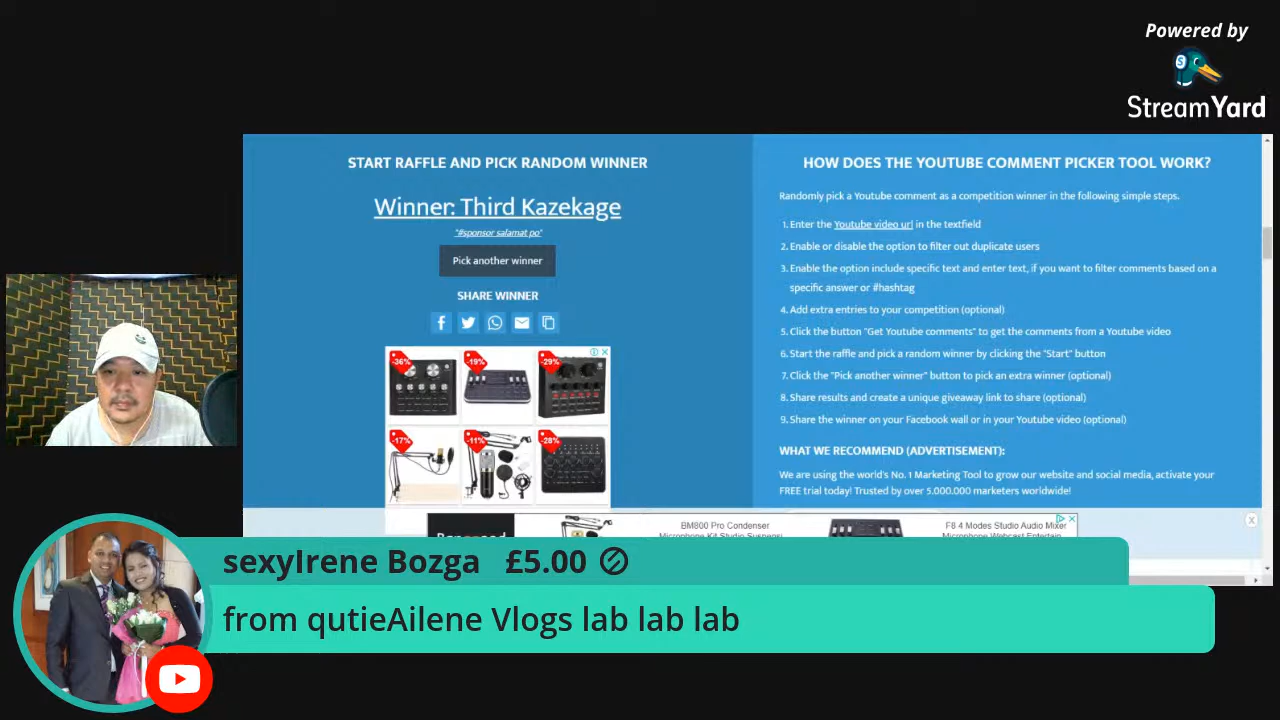 Powered by
StreamYard
START RAFFLE AND PICK RANDOM WINNER
Winner: Third Kazekage
"#sponsor salamat po"
Pick another winner
SHARE WINNER
-36%
-19%
-29%
-17%
-11%
-28%
HOW DOES THE YOUTUBE COMMENT PICKER TOOL WORK?
Randomly pick a Youtube comment as a competition winner in the following simple steps.
1. Enter the Youtube video url in the textfield
2. Enable or disable the option to filter out duplicate users
3. Enable the option include specific text and enter text, if you want to filter comments based on a
specific answer or #hashtag
4. Add extra entries to your competition (optional)
5. Click the button "Get Youtube comments" to get the comments from a Youtube video
6. Start the raffle and pick a random winner by clicking the "Start" button
7. Click the "Pick another winner" button to pick an extra winner (optional)
8. Share results and create a unique giveaway link to share (optional)
9. Share the winner on your Facebook wall or in your Youtube video (optional)
WHAT WE RECOMMEND (ADVERTISEMENT):
We are using the world's No. 1 Marketing Tool to grow our website and social media, activate your
FREE trial today! Trusted by over 5.000.000 marketers worldwide!
BM800 Pro Condenser
Microphone Kit Studio Suspensi
F8 4 Modes Studio Audio Mixer
Microphone Webcast Entertain
sexyIrene Bozga £5.00
from qutieAilene Vlogs lab lab lab